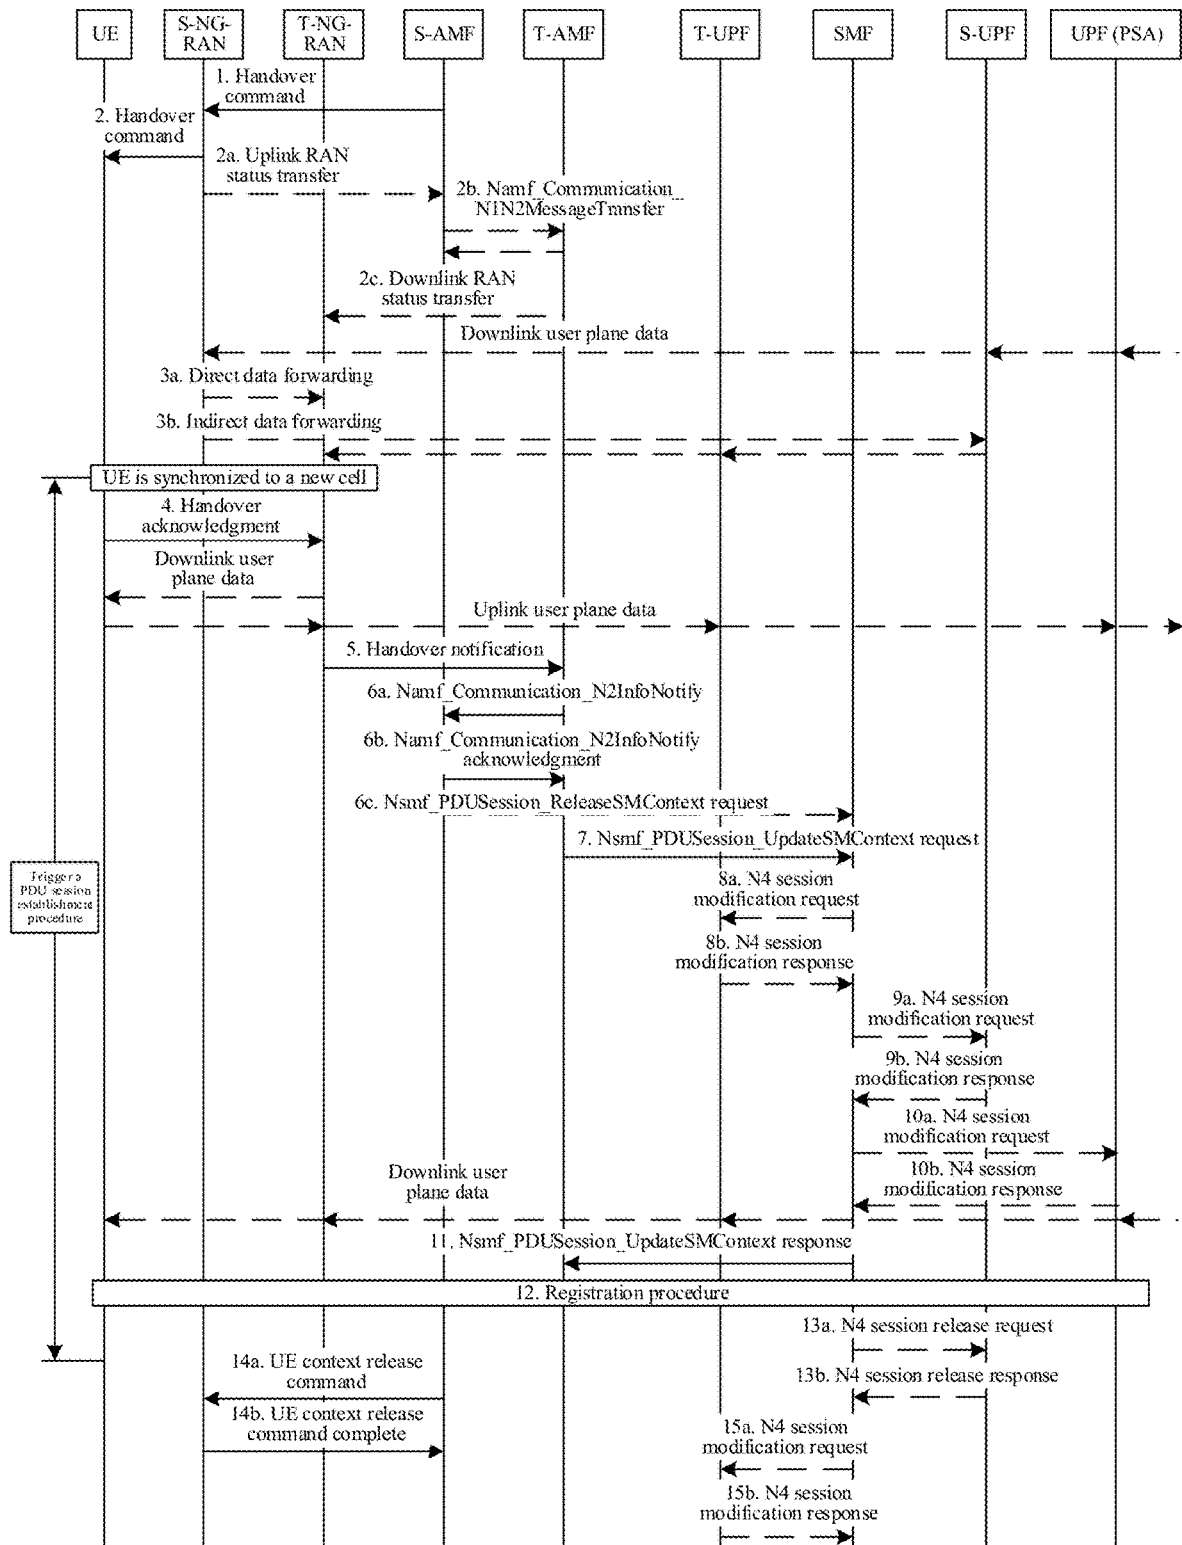 UE
S-NG-
RAN
T-NG-
RAN
S-AMF
T-AMF
T-UPF
SMF
S-UPF
UPF (PSA)
1. Handover
command
2. Handover
command
2a. Uplink RAN
status transfer
2b. Namf_Communication_
N1N2MessageTransfer
2c. Downlink RAN
status transfer
Downlink user plane data
3a. Direct data forwarding
3b. Indirect data forwarding
UE is synchronized to a new cell
4. Handover
acknowledgment
Downlink user
plane data
Uplink user plane data
5. Handover notification
6a. Namf_Communication_N2InfoNotify
6b. Namf_Communication_N2InfoNotify
acknowledgment
6c. Nsmf_PDUSession_ReleaseSMContext request
7. Nsmf_PDUSession_UpdateSMContext request
Trigger a
PDU session
establishment
procedure
8a. N4 session
modification request
8b. N4 session
modification response
9a. N4 session
modification request
9b. N4 session
modification response
10a. N4 session
modification request
10b. N4 session
modification response
Downlink user
plane data
11. Nsmf_PDUSession_UpdateSMContext response
12. Registration procedure
13a. N4 session release request
13b. N4 session release response
14a. UE context release
command
14b. UE context release
command complete
15a. N4 session
modification request
15b. N4 session
modification response